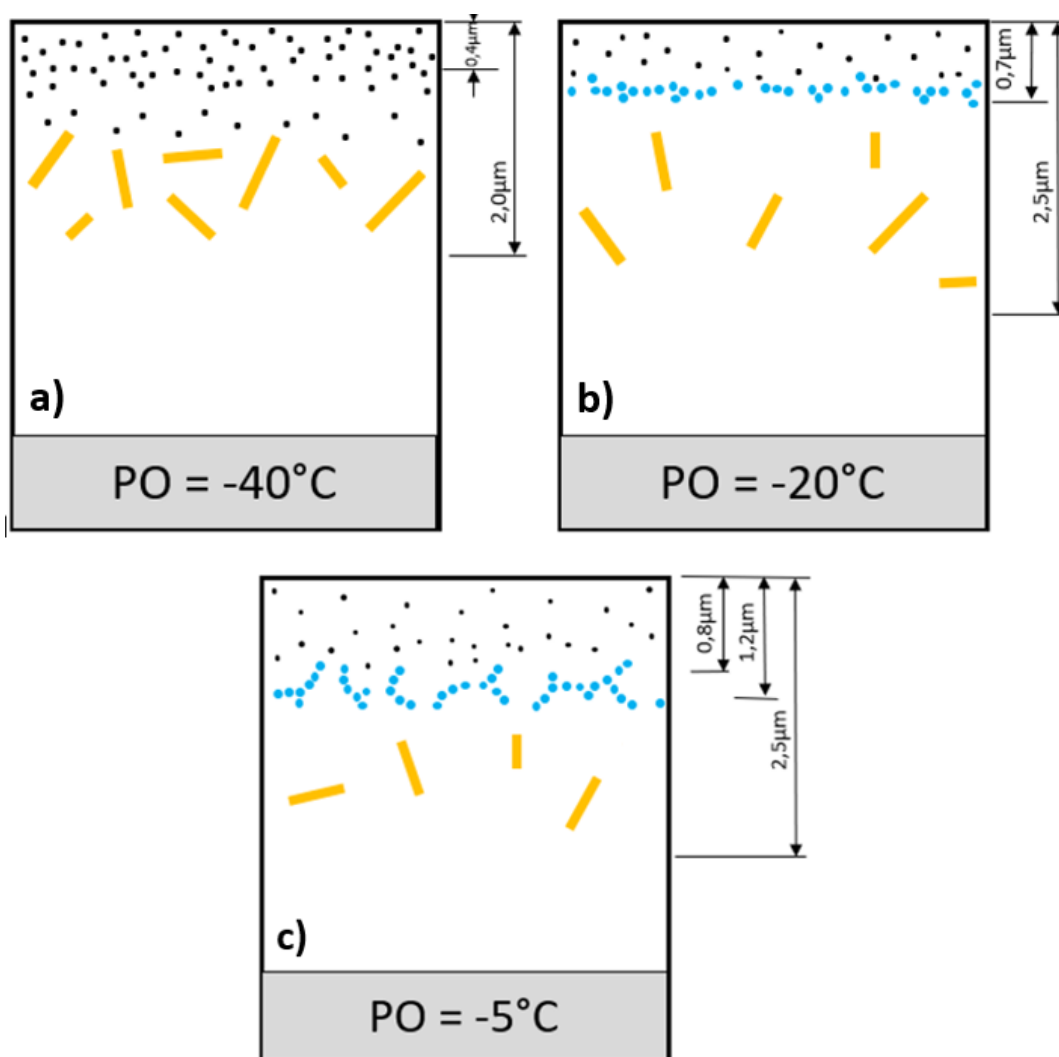 0,4µm
2,0µm
a)
PO = -40°C
0,7µm
2,5µm
b)
PO = -20°C
0,8µm
1,2µm
2,5µm
c)
PO = -5°C